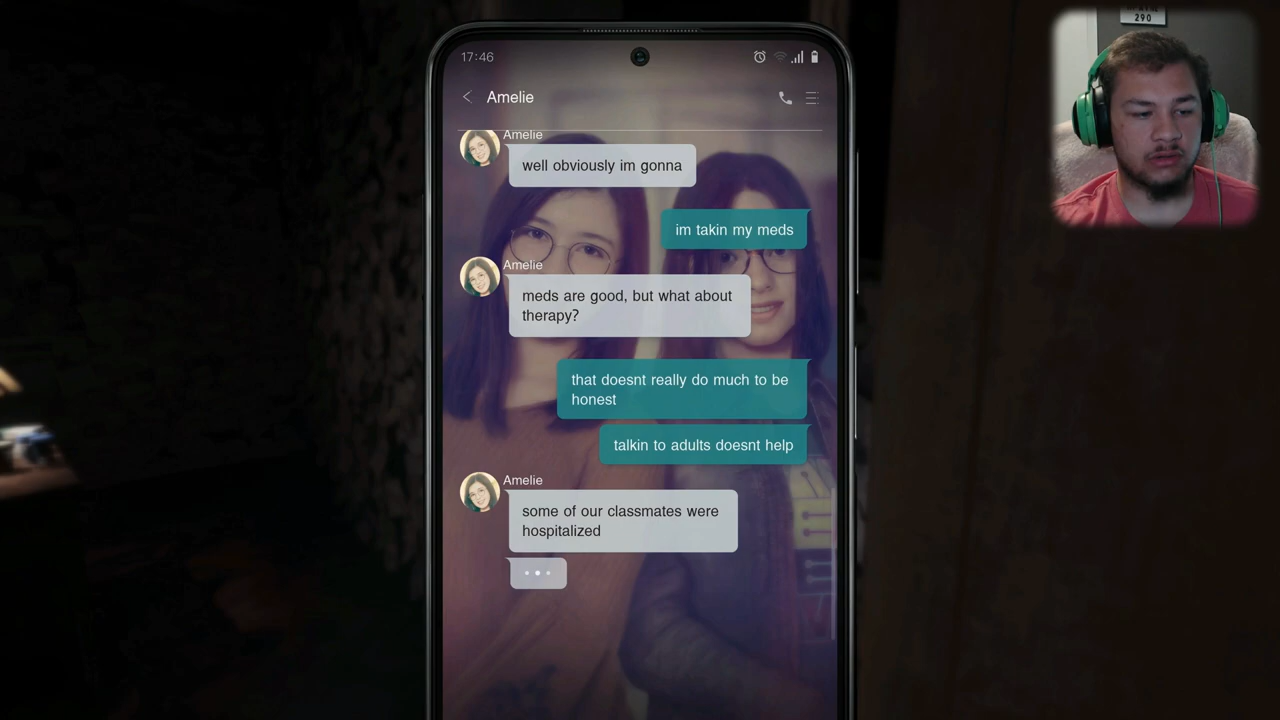 290
17:46
Amelie
Amelie
well obviously im gonna
im takin my meds
Amelie
meds are good, but what about
therapy?
that doesnt really do much to be
honest
talkin to adults doesnt help
Amelie
some of our classmates were
hospitalized